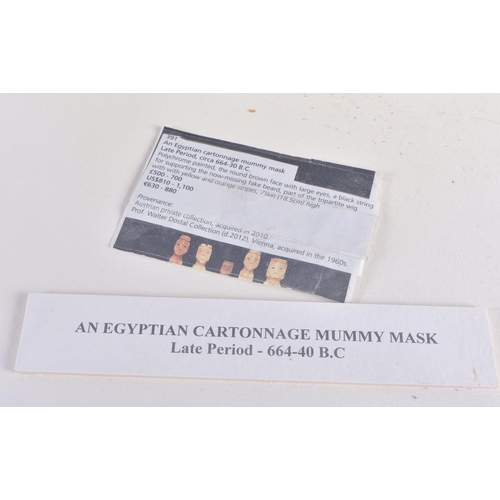 391
An Egyptian cartonnage mummy mask
Late Period, circa 664-30 B.C
Polychrome painted, the round brown face with large eyes, a black string
for supporting the now-missing fake beard, part of the tripartite wig
with with yellow and orange stripes, 7¼in (18.5cm) high
£500 - 700
US$810 - 1,100
€630 - 880
Provenance:
Austrian private collection, acquired in 2010
Prof. Walter Dostal Collection (d.2012), Vienna, acquired in the 1960s.
AN EGYPTIAN CARTONNAGE MUMMY MASK
Late Period - 664-40 B.C